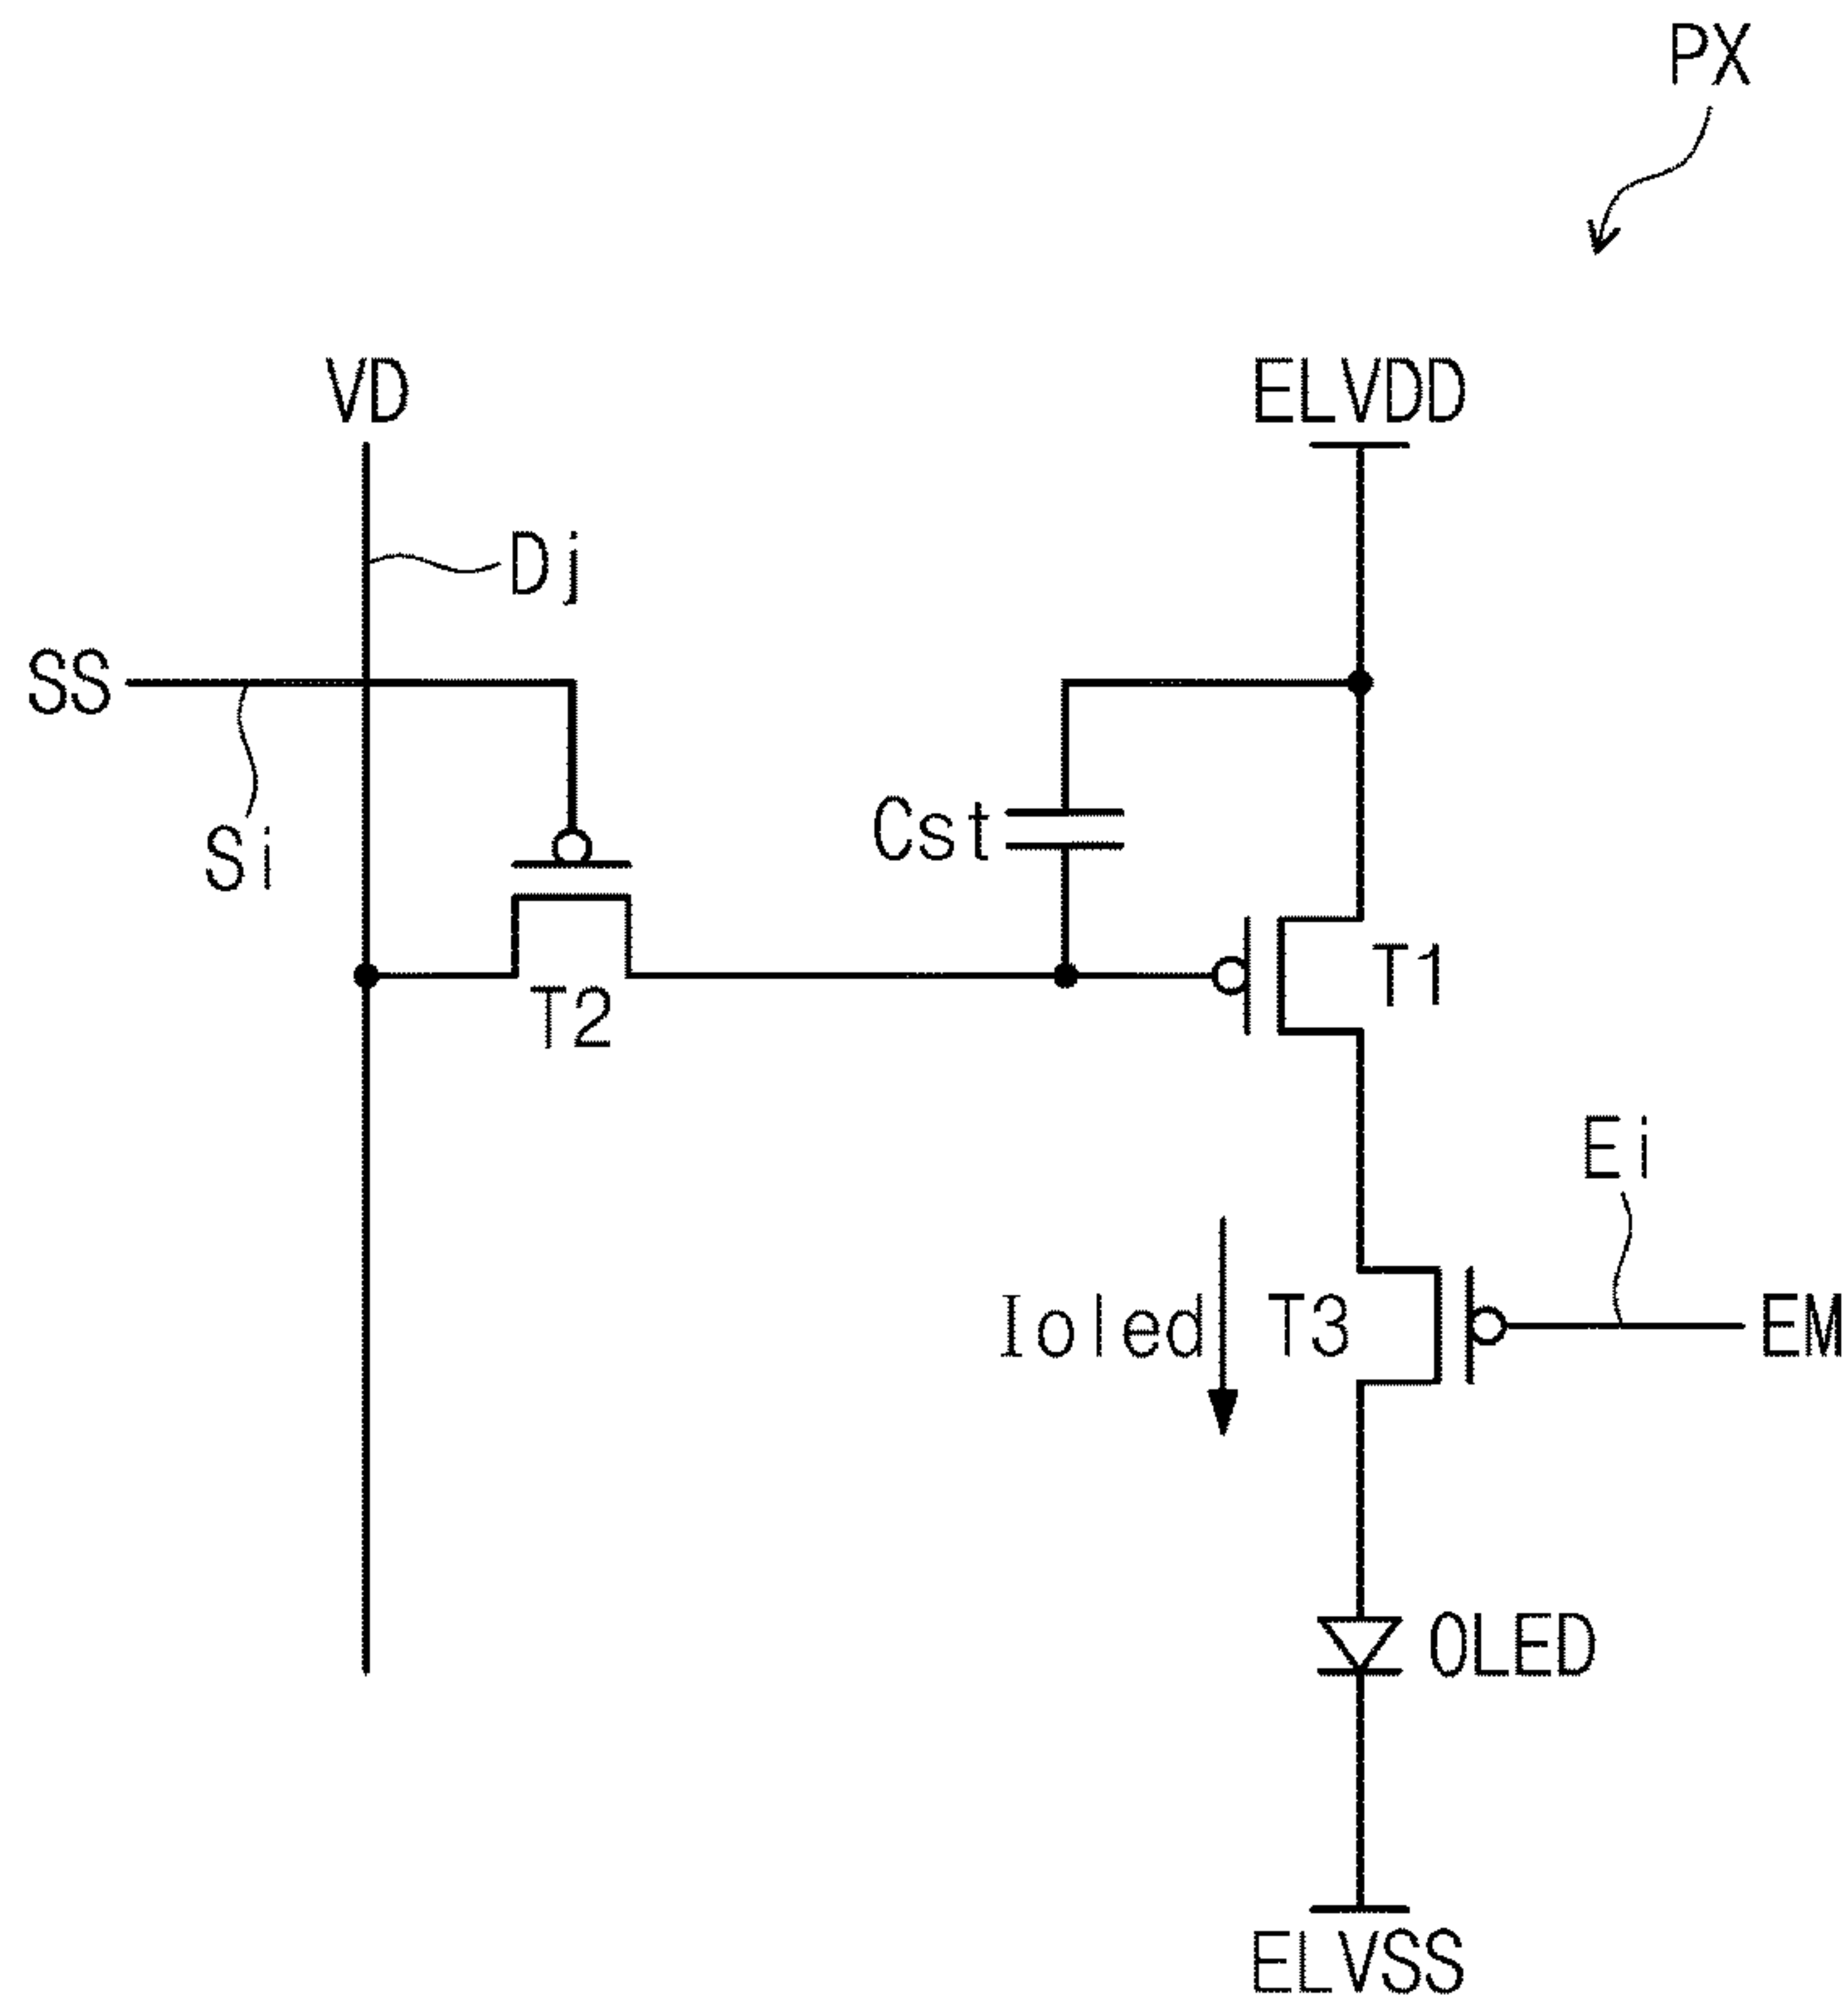 PX
VD
ELVDD
Dj
SS
Si
Cst
T1
T2
Ei
Ioled
T3
EM
OLED
ELVSS